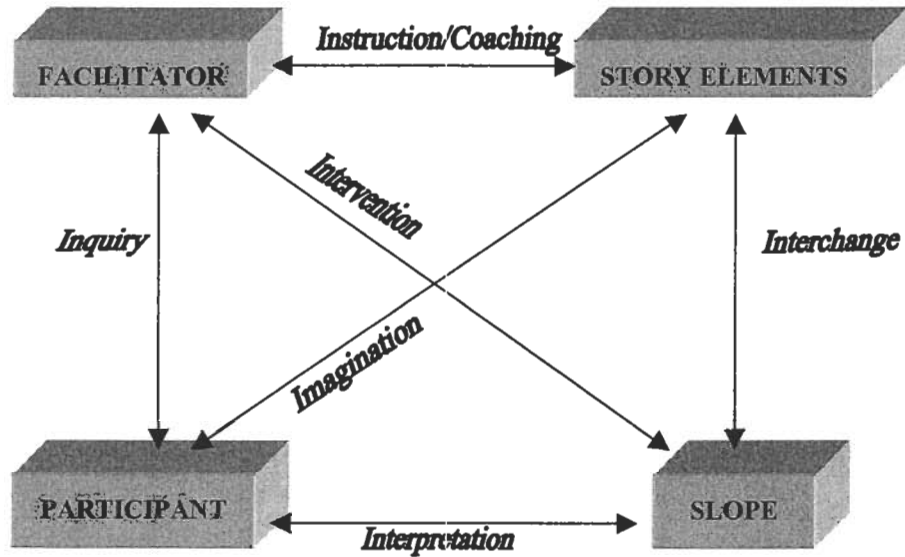 Instruction/Coaching
FACILITATOR
STORY ELEMENTS
Intervention
Inquiry
Interchange
Imagination
PARTICIPANT
SLOPE
Interpretation